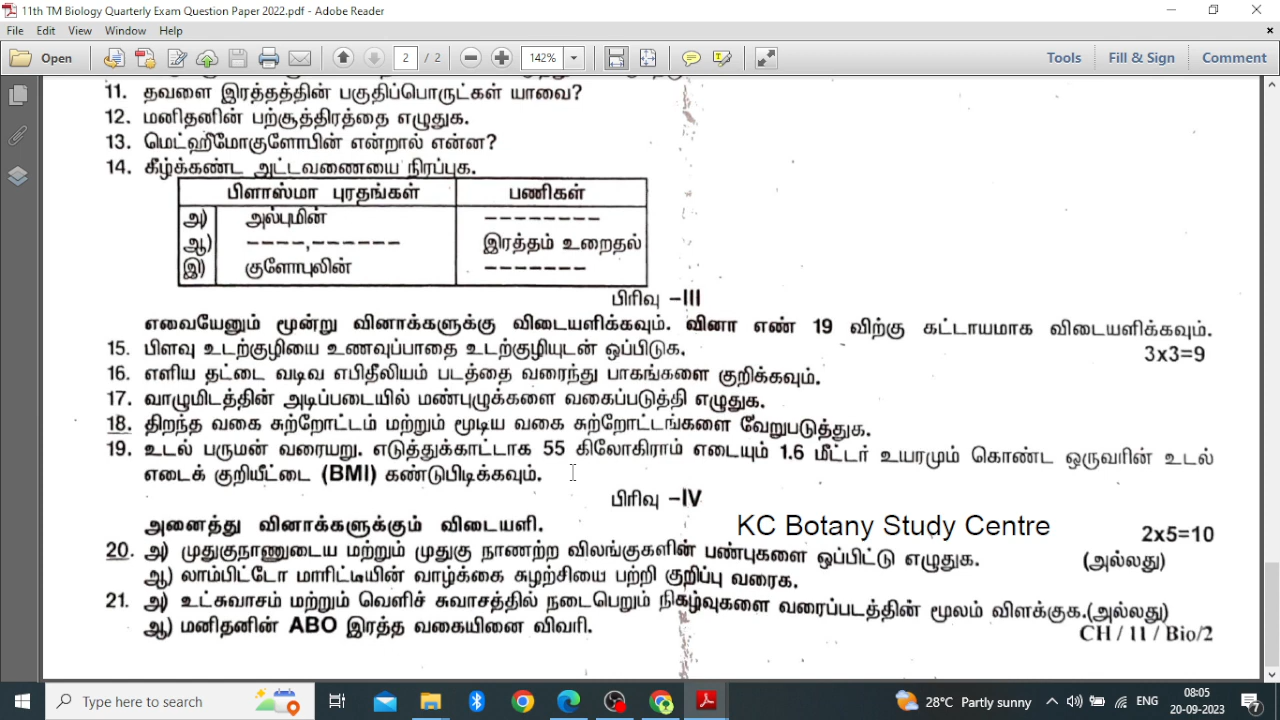 11th TM Biology Quarterly Exam Question Paper 2022.pdf - Adobe Reader
File Edit View Window Help
Open 2 / 2 142% Tools Fill & Sign Comment
11. தவளை இரத்தத்தின் பகுதிப்பொருட்கள் யாவை?
12. மனிதனின் பற்சூத்திரத்தை எழுதுக.
13. மெட்ஹீமோகுளோபின் என்றால் என்ன?
14. கீழ்க்கண்ட அட்டவணையை நிரப்புக.
பிளாஸ்மா புரதங்கள் பணிகள்
அ) அல்புமின் --------
ஆ) ----,------ இரத்தம் உறைதல்
இ) குளோபுலின் -------
பிரிவு -III
எவையேனும் மூன்று வினாக்களுக்கு விடையளிக்கவும். வினா எண் 19 விற்கு கட்டாயமாக விடையளிக்கவும்.
3x3=9
15. பிளவு உடற்குழியை உணவுப்பாதை உடற்குழியுடன் ஒப்பிடுக.
16. எளிய தட்டை வடிவ எபிதீலியம் படத்தை வரைந்து பாகங்களை குறிக்கவும்.
17. வாழுமிடத்தின் அடிப்படையில் மண்புழுக்களை வகைப்படுத்தி எழுதுக.
18. திறந்த வகை சுற்றோட்டம் மற்றும் மூடிய வகை சுற்றோட்டங்களை வேறுபடுத்துக.
19. உடல் பருமன் வரையறு. எடுத்துக்காட்டாக 55 கிலோகிராம் எடையும் 1.6 மீட்டர் உயரமும் கொண்ட ஒருவரின் உடல்
எடைக் குறியீட்டை (BMI) கண்டுபிடிக்கவும்.
பிரிவு -IV
அனைத்து வினாக்களுக்கும் விடையளி. KC Botany Study Centre 2x5=10
20. அ) முதுகுநாணுடைய மற்றும் முதுகு நாணற்ற விலங்குகளின் பண்புகளை ஒப்பிட்டு எழுதுக. (அல்லது)
ஆ) லாம்பிட்டோ மாரிட்டியின் வாழ்க்கை சுழற்சியை பற்றி குறிப்பு வரைக.
21. அ) உட்சுவாசம் மற்றும் வெளிச் சுவாசத்தில் நடைபெறும் நிகழ்வுகளை வரைப்படத்தின் மூலம் விளக்குக.(அல்லது)
ஆ) மனிதனின் ABO இரத்த வகையினை விவரி.
CH / 11 / Bio/2
Type here to search 28°C Partly sunny ENG 08:05
20-09-2023 7